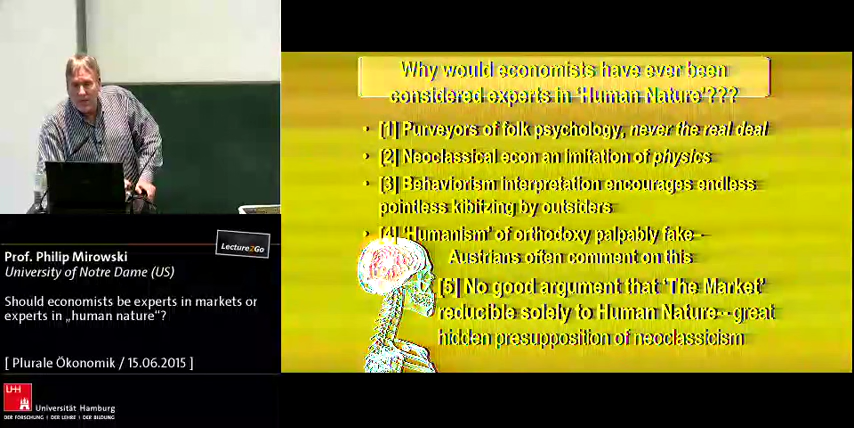 Why would economists have ever been
considered experts in 'Human Nature'???
• [1] Purveyors of folk psychology, never the real deal
• [2] Neoclassical econ an imitation of physics
• [3] Behaviorism interpretation encourages endless
pointless kibitzing by outsiders
• [4] 'Humanism' of orthodoxy palpably fake--
Austrians often comment on this
[5] No good argument that 'The Market'
reducible solely to Human Nature--great
hidden presupposition of neoclassicism
Lecture2Go
Prof. Philip Mirowski
University of Notre Dame (US)
Should economists be experts in markets or
experts in „human nature“?
[ Plurale Ökonomik / 15.06.2015 ]
UHH
Universität Hamburg
DER FORSCHUNG | DER LEHRE | DER BILDUNG